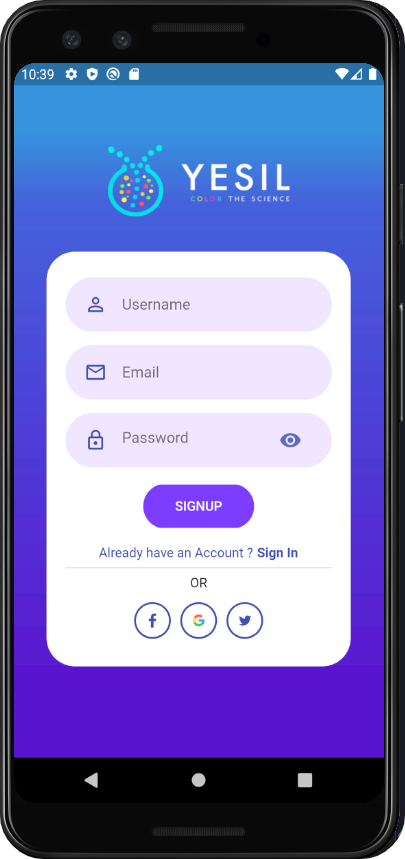 10:39
YESIL
COLOR THE SCIENCE
Username
Email
Password
SIGNUP
Already have an Account ? Sign In
OR